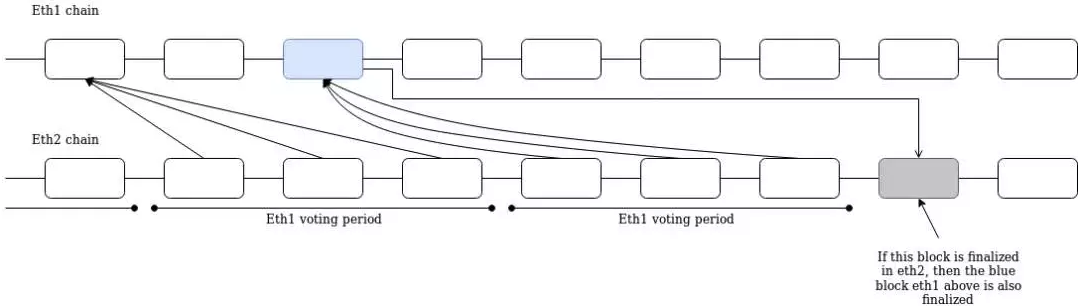 Eth1 chain
Eth2 chain
Eth1 voting period
Eth1 voting period
If this block is finalized
in eth2, then the blue
block eth1 above is also
finalized